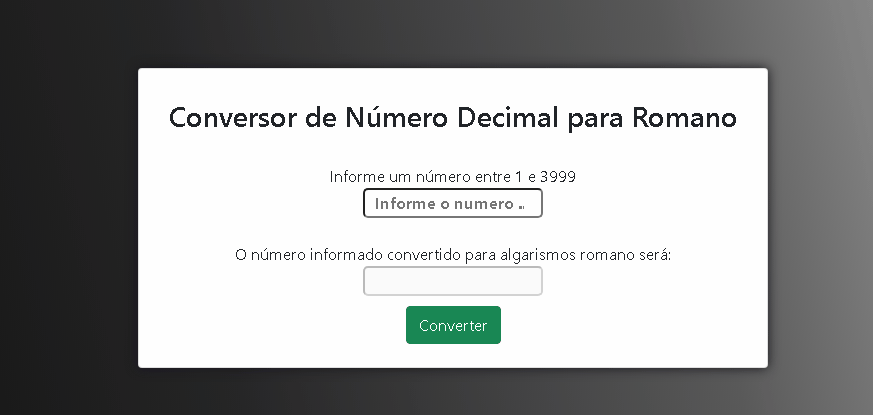 Conversor de Número Decimal para Romano
Informe um número entre 1 e 3999
Informe o numero ..
O número informado convertido para algarismos romano será:
Converter